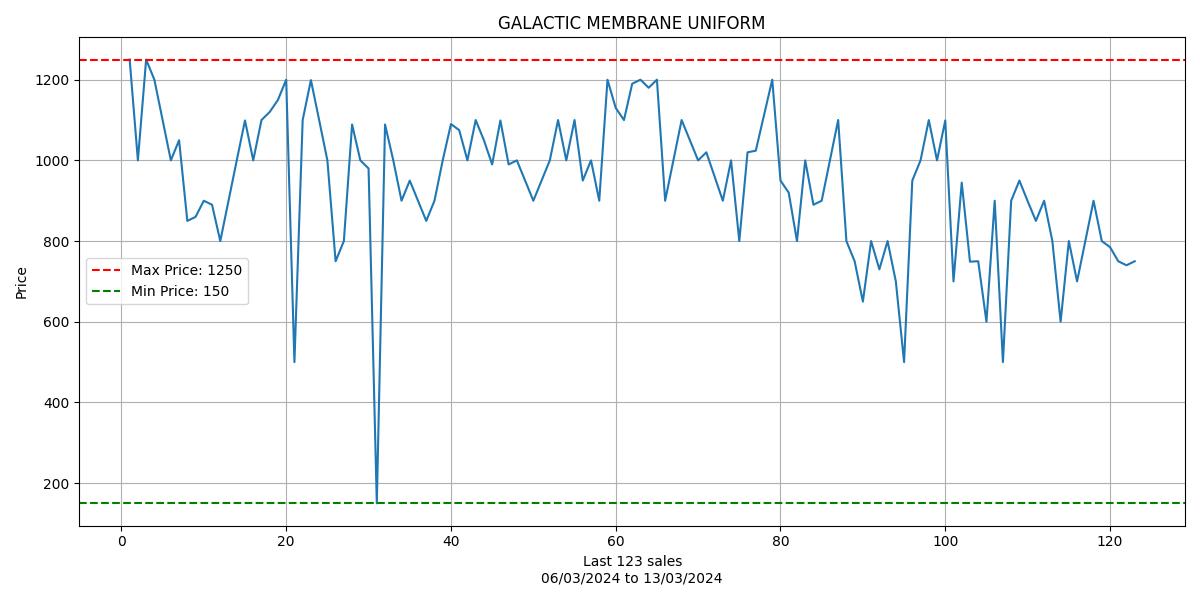 GALACTIC MEMBRANE UNIFORM
Price
1200
1000
800
600
400
200
Max Price: 1250
Min Price: 150
0 20 40 60 80 100 120
Last 123 sales
06/03/2024 to 13/03/2024